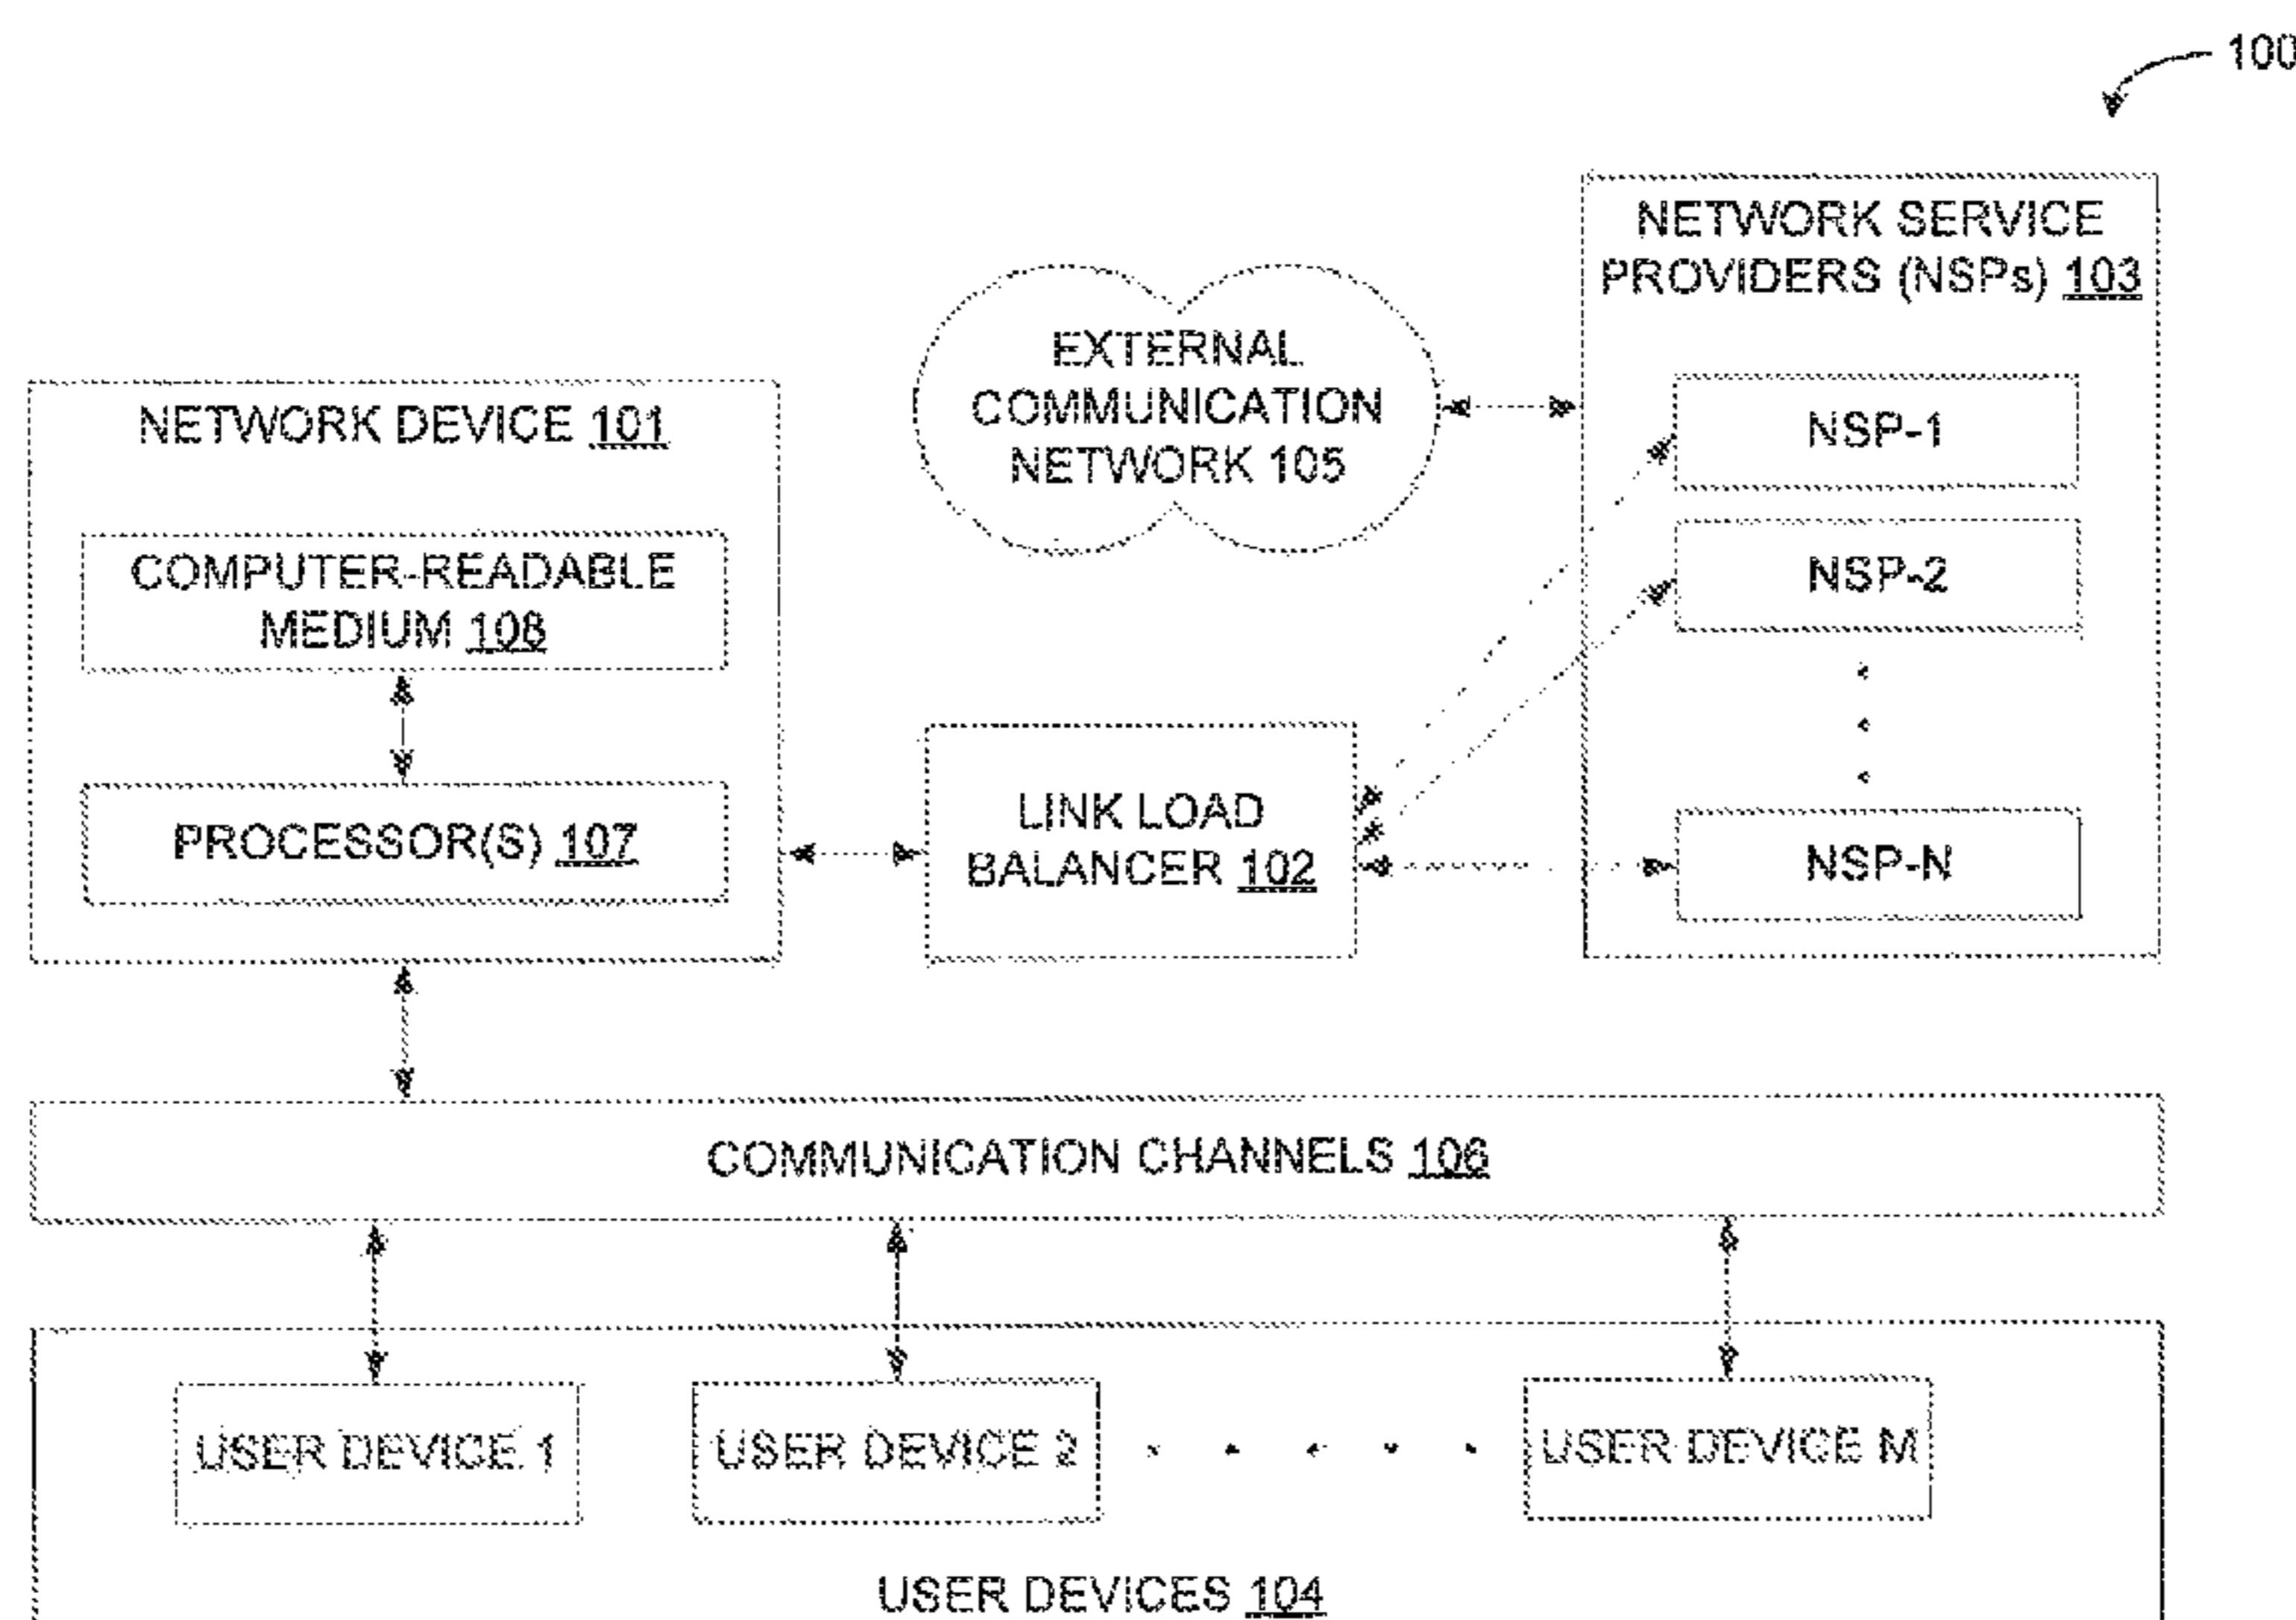 100
NETWORK SERVICE
PROVIDERS (NSPs) 103
EXTERNAL
COMMUNICATION
NETWORK 105
NETWORK DEVICE 101
NSP-1
COMPUTER-READABLE
MEDIUM 108
NSP-2
LINK LOAD
BALANCER 102
PROCESSOR(S) 107
NSP-N
COMMUNICATION CHANNELS 106
USER DEVICE 1
USER DEVICE 2
USER DEVICE M
USER DEVICES 104